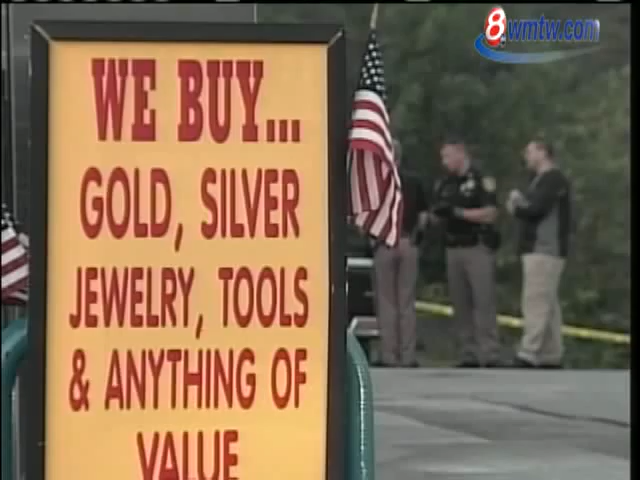 8 wmtw.com
WE BUY...
GOLD, SILVER
JEWELRY, TOOLS
& ANYTHING OF
VALUE